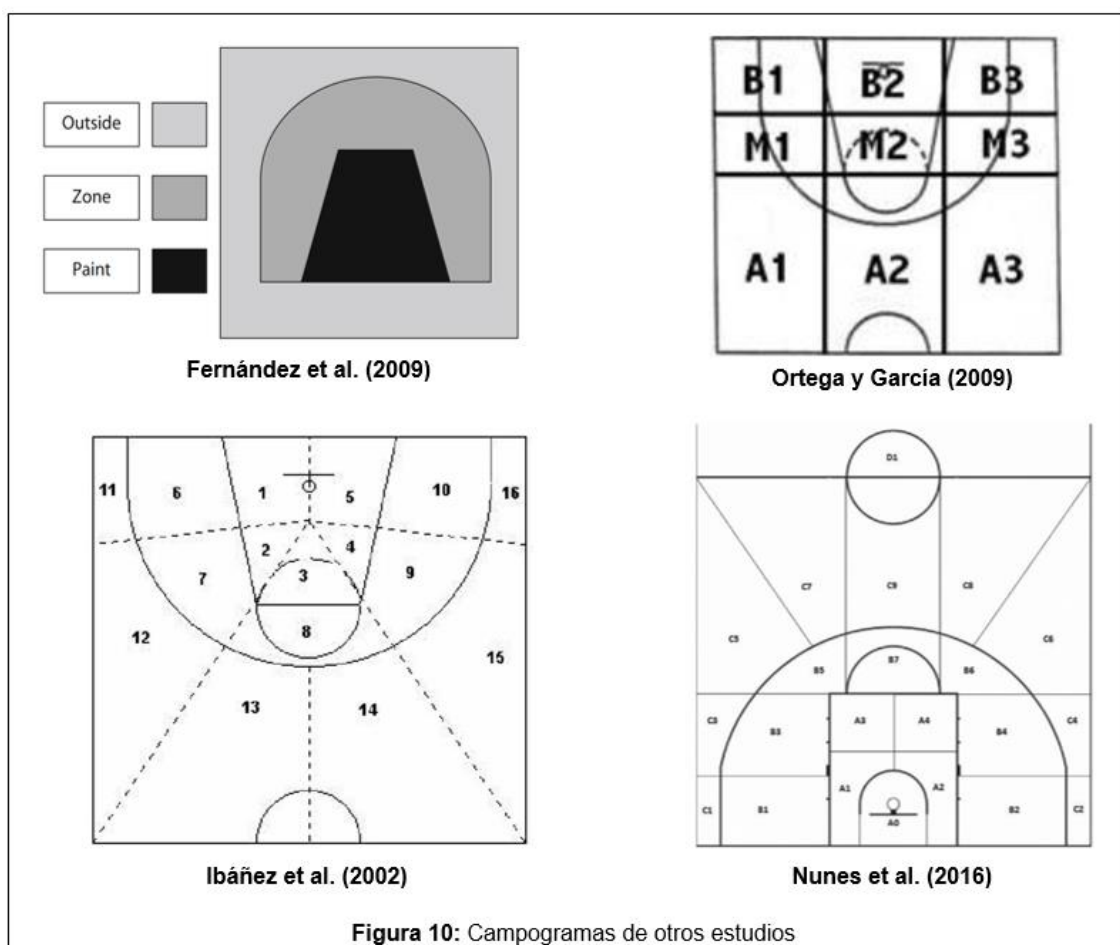 Outside
Zone
Paint
Fernández et al. (2009)
B1 B2 B3
M1 M2 M3
A1 A2 A3
Ortega y García (2009)
11 6 1 5 10 16
2 4
7 3 9
12 8 15
13 14
Ibáñez et al. (2002)
D1
C7 C9 C8
C5 C6
B5 B7 B6
C3 B3 A3 A4 B4 C4
C1 B1 A1 A2 B2 C2
A0
Nunes et al. (2016)
Figura 10: Campogramas de otros estudios